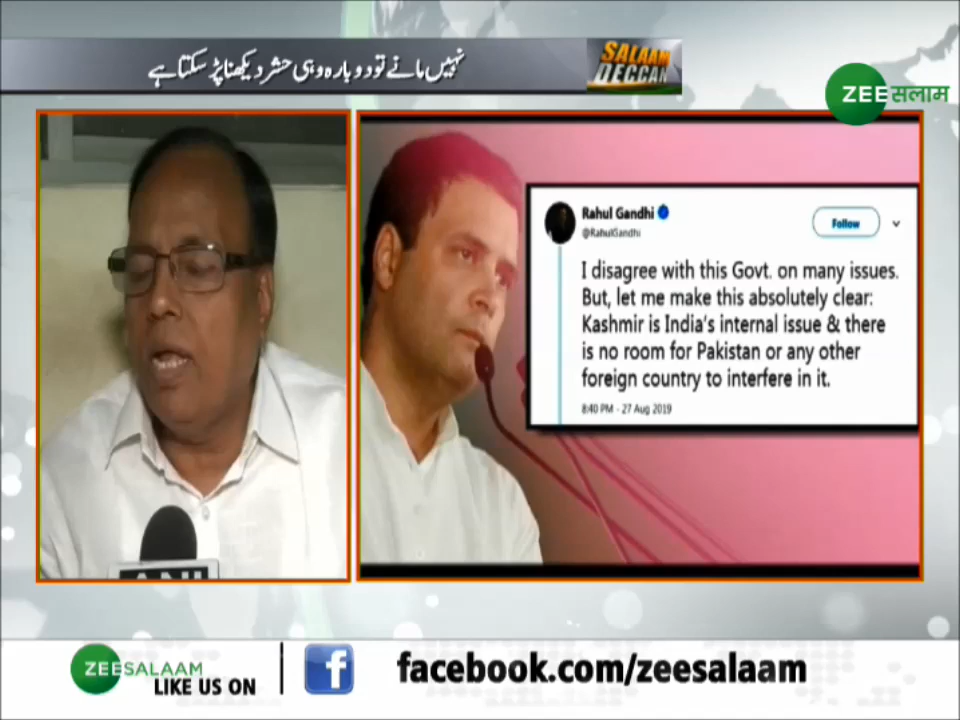 نہیں مانے تو دوبارہ وہی حشر دیکھنا پڑ سکتا ہے
SALAAM
DECCAN
ZEE सलाम
Rahul Gandhi
Follow
@RahulGandhi
I disagree with this Govt. on many issues.
But, let me make this absolutely clear:
Kashmir is India's internal issue & there
is no room for Pakistan or any other
foreign country to interfere in it.
8:40 PM - 27 Aug 2019
ANI
ZEE SALAAM
LIKE US ON
f
facebook.com/zeesalaam